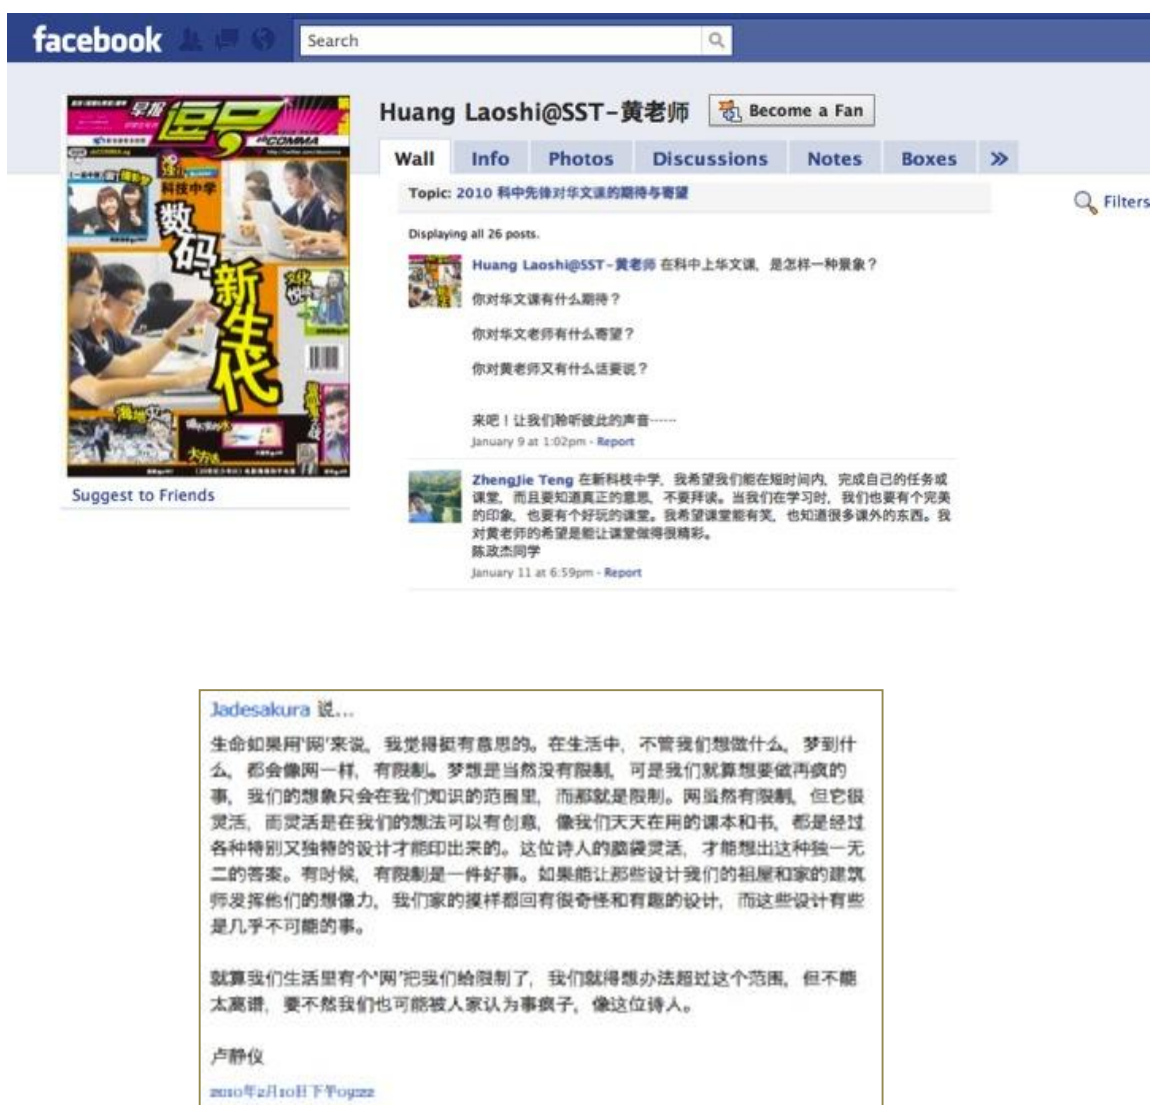 facebook
Search
Huang Laoshi@SST-黄老师
Become a Fan
Wall Info Photos Discussions Notes Boxes »
Topic: 2010 科中先锋对华文课的期待与寄望
Filters
Displaying all 26 posts.
Huang Laoshi@SST-黄老师 在科中上华文课，是怎样一种景象？
你对华文课有什么期待？
你对华文老师有什么寄望？
你对黄老师又有什么话要说？
来吧！让我们聆听彼此的声音------
January 9 at 1:02pm · Report
ZhengJie Teng 在新科技中学，我希望我们能在短时间内，完成自己的任务或
课堂，而且要知道真正的意思，不要拜读。当我们在学习时，我们也要有个完美
的印象，也要有个好玩的课堂。我希望课堂能有笑，也知道很多课外的东西。我
对黄老师的希望是能让课堂做得很精彩。
陈政杰同学
January 11 at 6:59pm · Report
早报
逗号
COMMA
科技中学
数码
新生代
Suggest to Friends
Jadesakura 说...
生命如果用'网'来说，我觉得挺有意思的。在生活中，不管我们想做什么，梦到什
么，都会像网一样，有限制。梦想是当然没有限制，可是我们就算想要做再疯的
事，我们的想象只会在我们知识的范围里，而那就是限制。网虽然有限制，但它很
灵活，而灵活是在我们的想法可以有创意，像我们天天在用的课本和书，都是经过
各种特别又独特的设计才能印出来的。这位诗人的脑袋灵活，才能想出这种独一无
二的答案。有时候，有限制是一件好事。如果能让那些设计我们的祖屋和家的建筑
师发挥他们的想像力，我们家的摸样都回有很奇怪和有趣的设计，而这些设计有些
是几乎不可能的事。
就算我们生活里有个'网'把我们给限制了，我们就得想办法超过这个范围，但不能
太离谱，要不然我们也可能被人家认为事疯子，像这位诗人。
卢静仪
2010年2月10日下午09:22